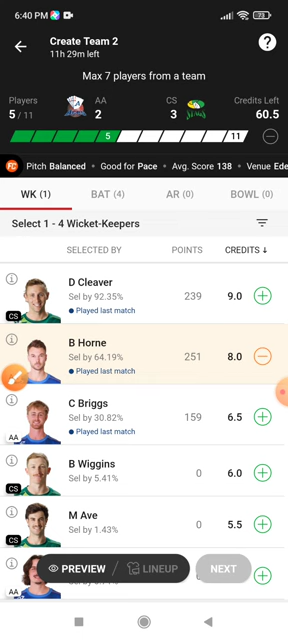 6:40 PM
73
Create Team 2
11h 29m left
?
Max 7 players from a team
Players
5 / 11
AA
2
CS
3
Credits Left
60.5
5
11
FC Pitch Balanced • Good for Pace • Avg. Score 138 • Venue Ede
WK (1)
BAT (4)
AR (0)
BOWL (0)
Select 1 - 4 Wicket-Keepers
SELECTED BY
POINTS
CREDITS ↓
D Cleaver
Sel by 92.35%
Played last match
239
9.0
CS
B Horne
Sel by 64.19%
Played last match
251
8.0
C Briggs
Sel by 30.82%
Played last match
159
6.5
AA
B Wiggins
Sel by 5.41%
0
6.0
CS
M Ave
Sel by 1.43%
0
5.5
CS
AA
PREVIEW
LINEUP
NEXT